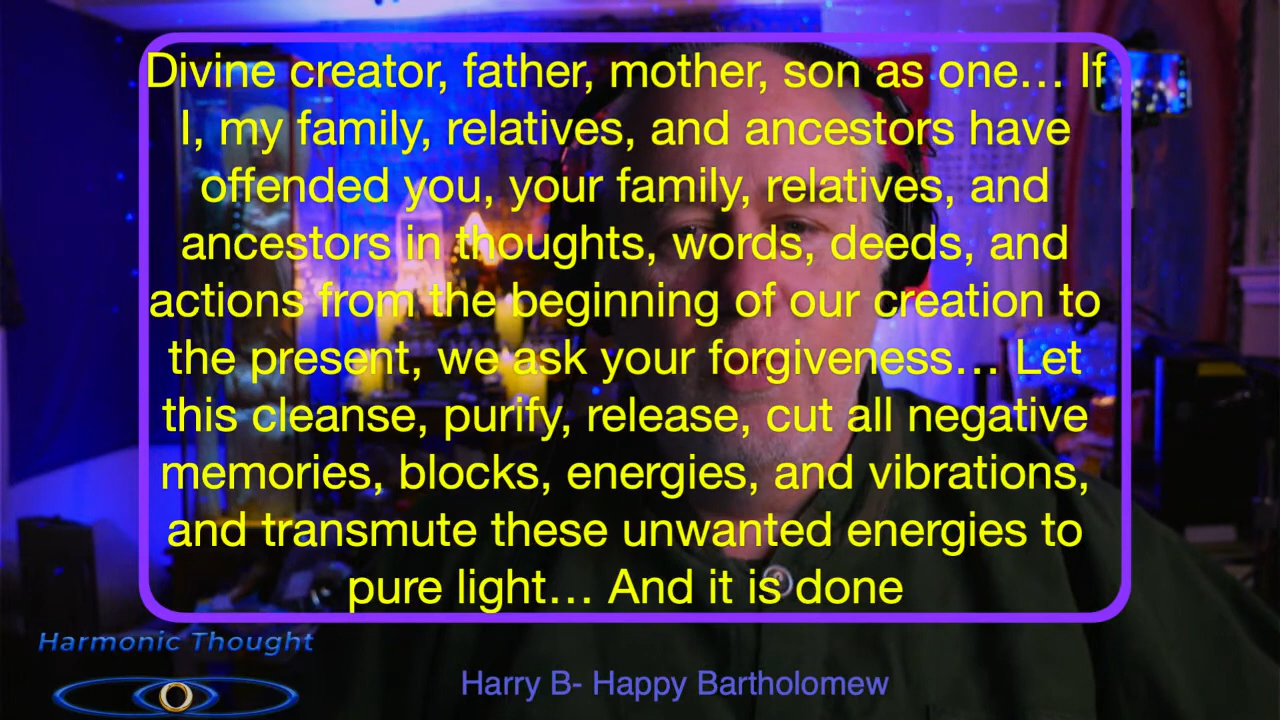 Divine creator, father, mother, son as one... If
I, my family, relatives, and ancestors have
offended you, your family, relatives, and
ancestors in thoughts, words, deeds, and
actions from the beginning of our creation to
the present, we ask your forgiveness... Let
this cleanse, purify, release, cut all negative
memories, blocks, energies, and vibrations,
and transmute these unwanted energies to
pure light... And it is done
Harmonic Thought
Harry B- Happy Bartholomew